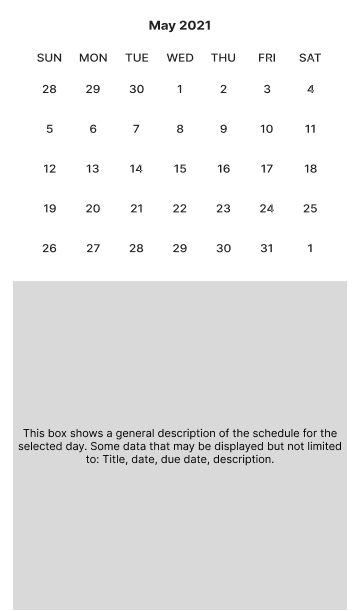 May 2021
SUN MON TUE WED THU FRI SAT
28 29 30 1 2 3 4
5 6 7 8 9 10 11
12 13 14 15 16 17 18
19 20 21 22 23 24 25
26 27 28 29 30 31 1
This box shows a general description of the schedule for the
selected day. Some data that may be displayed but not limited
to: Title, date, due date, description.